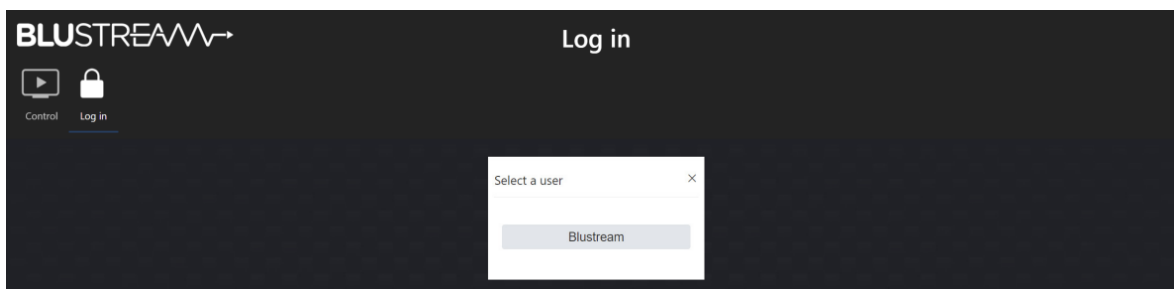 BLUSTREAM
Log in
Control
Log in
Select a user
Blustream